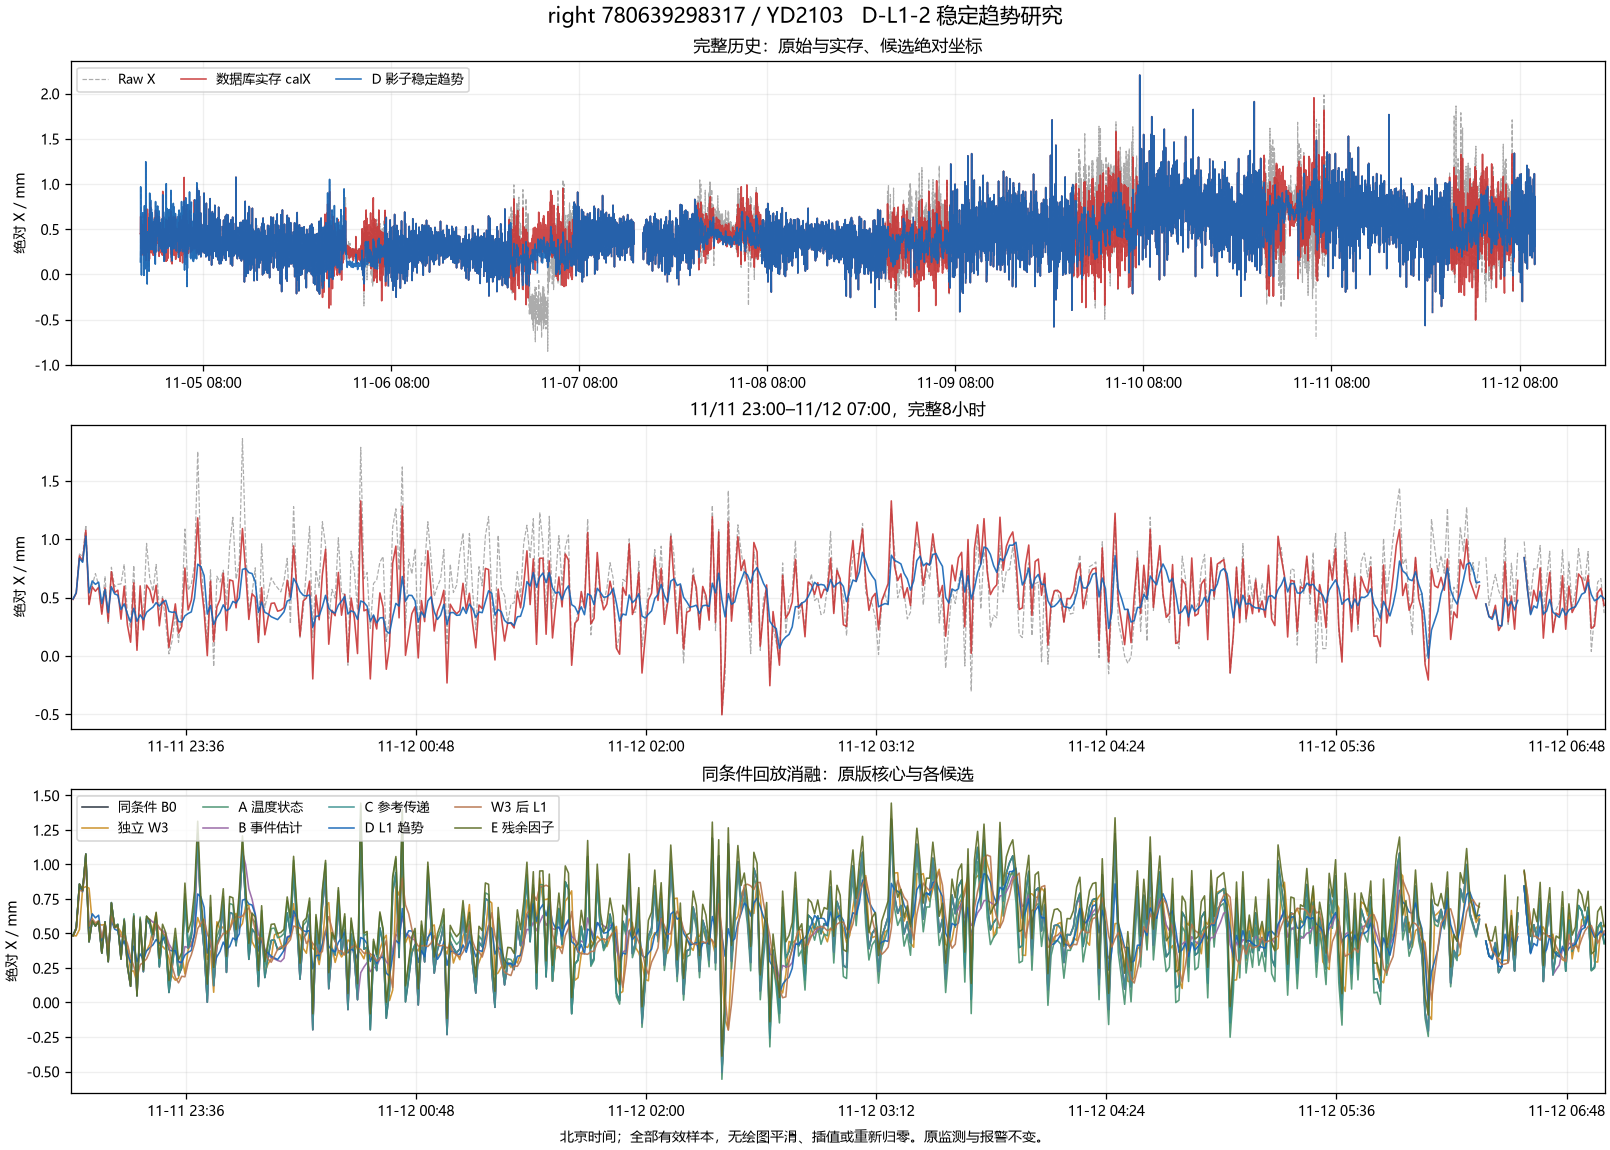 right 780639298317 / YD2103   D-L1-2 稳定趋势研究
完整历史：原始与实存、候选绝对坐标
Raw X
数据库实存 calX
D 影子稳定趋势
绝对 X / mm
2.0
1.5
1.0
0.5
0.0
-0.5
-1.0
11-05 08:00
11-06 08:00
11-07 08:00
11-08 08:00
11-09 08:00
11-10 08:00
11-11 08:00
11-12 08:00
11/11 23:00–11/12 07:00，完整8小时
绝对 X / mm
1.5
1.0
0.5
0.0
-0.5
11-11 23:36
11-12 00:48
11-12 02:00
11-12 03:12
11-12 04:24
11-12 05:36
11-12 06:48
同条件回放消融：原版核心与各候选
同条件 B0
A 温度状态
C 参考传递
W3 后 L1
独立 W3
B 事件估计
D L1 趋势
E 残余因子
绝对 X / mm
1.50
1.25
1.00
0.75
0.50
0.25
0.00
-0.25
-0.50
11-11 23:36
11-12 00:48
11-12 02:00
11-12 03:12
11-12 04:24
11-12 05:36
11-12 06:48
北京时间；全部有效样本，无绘图平滑、插值或重新归零。原监测与报警不变。